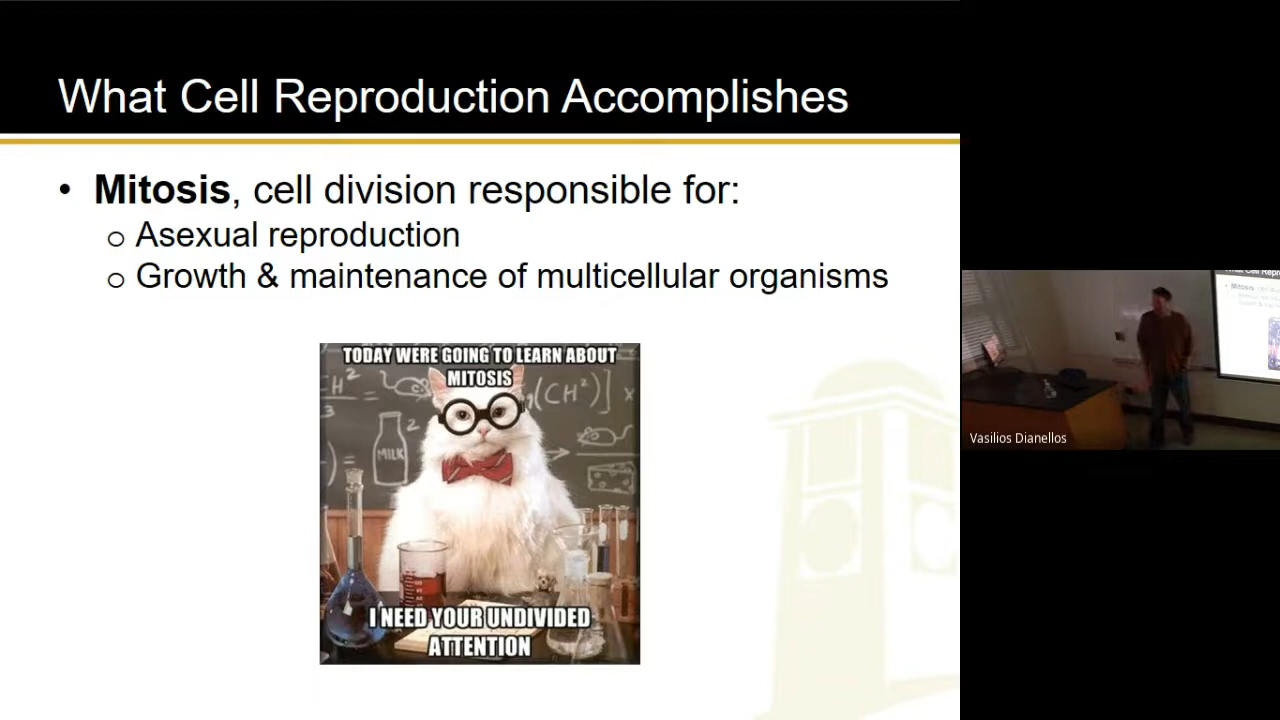 What Cell Reproduction Accomplishes
• Mitosis, cell division responsible for:
o Asexual reproduction
o Growth & maintenance of multicellular organisms
TODAY WERE GOING TO LEARN ABOUT
MITOSIS
MILK
I NEED YOUR UNDIVIDED
ATTENTION
Vasilios Dianellos